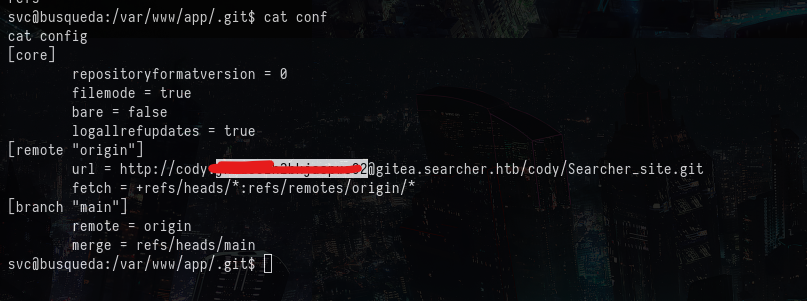 refs
svc@busqueda:/var/www/app/.git$ cat conf
cat config
[core]
repositoryformatversion = 0
filemode = true
bare = false
logallrefupdates = true
[remote "origin"]
url = http://cody @gitea.searcher.htb/cody/Searcher_site.git
fetch = +refs/heads/*:refs/remotes/origin/*
[branch "main"]
remote = origin
merge = refs/heads/main
svc@busqueda:/var/www/app/.git$